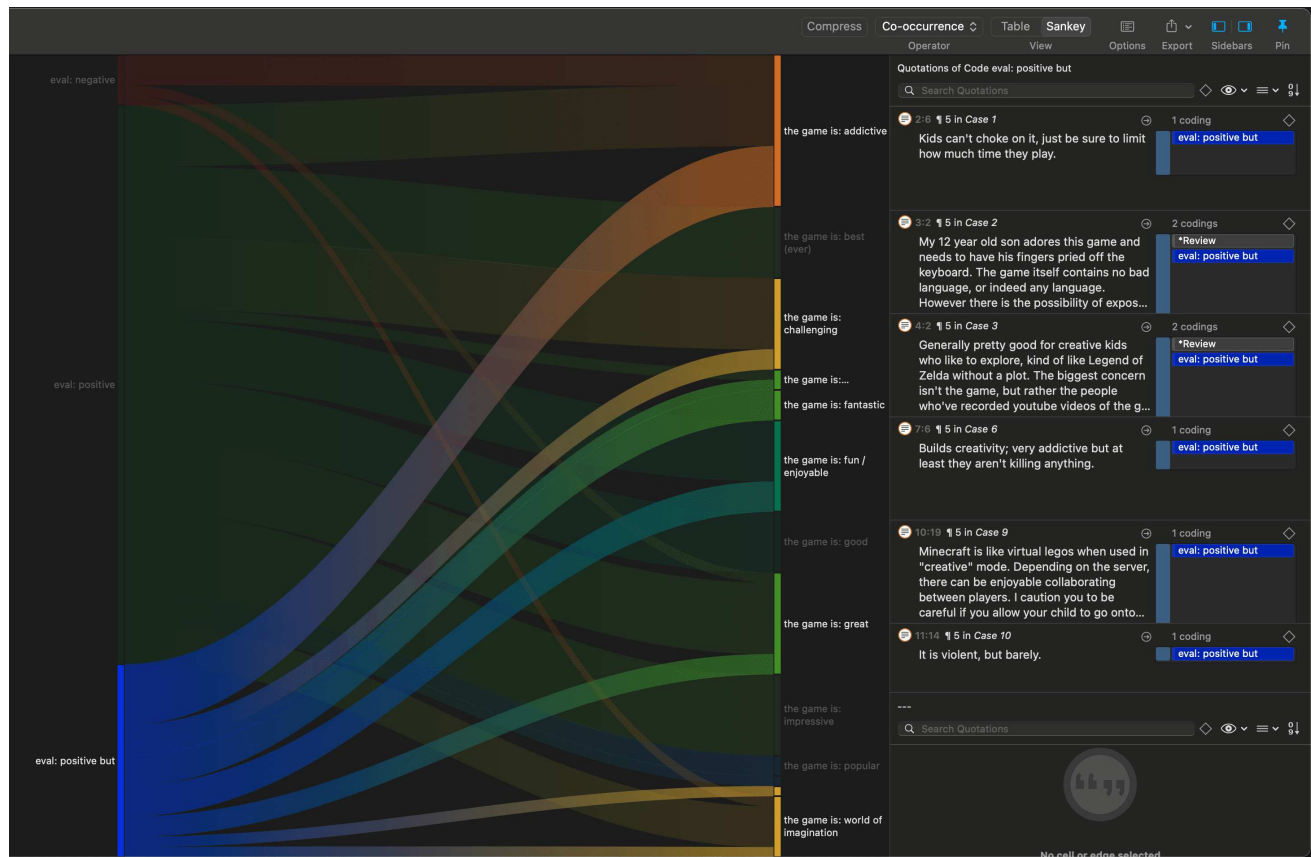 Compress
Co-occurrence
Table
Sankey
Operator
View
Options
Export
Sidebars
Pin
eval: negative
eval: positive
eval: positive but
the game is: addictive
the game is: best
(ever)
the game is:
challenging
the game is:...
the game is: fantastic
the game is: fun /
enjoyable
the game is: good
the game is: great
the game is:
impressive
the game is: popular
the game is: world of
imagination
Quotations of Code eval: positive but
Search Quotations
2:6 ¶ 5 in Case 1
1 coding
Kids can't choke on it, just be sure to limit
how much time they play.
eval: positive but
3:2 ¶ 5 in Case 2
2 codings
My 12 year old son adores this game and
needs to have his fingers pried off the
keyboard. The game itself contains no bad
language, or indeed any language.
However there is the possibility of expos...
*Review
eval: positive but
4:2 ¶ 5 in Case 3
2 codings
Generally pretty good for creative kids
who like to explore, kind of like Legend of
Zelda without a plot. The biggest concern
isn't the game, but rather the people
who've recorded youtube videos of the g...
*Review
eval: positive but
7:6 ¶ 5 in Case 6
1 coding
Builds creativity; very addictive but at
least they aren't killing anything.
eval: positive but
10:19 ¶ 5 in Case 9
1 coding
Minecraft is like virtual legos when used in
"creative" mode. Depending on the server,
there can be enjoyable collaborating
between players. I caution you to be
careful if you allow your child to go onto...
eval: positive but
11:14 ¶ 5 in Case 10
1 coding
It is violent, but barely.
eval: positive but
---
Search Quotations
No cell or edge selected